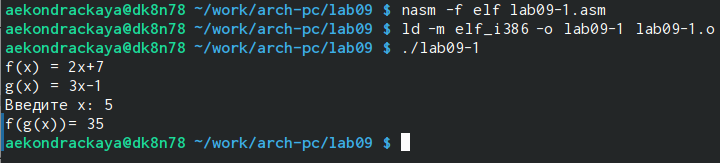 aekondrackaya@dk8n78 ~/work/arch-pc/lab09 $ nasm -f elf lab09-1.asm
aekondrackaya@dk8n78 ~/work/arch-pc/lab09 $ ld -m elf_i386 -o lab09-1 lab09-1.o
aekondrackaya@dk8n78 ~/work/arch-pc/lab09 $ ./lab09-1
f(x) = 2x+7
g(x) = 3x-1
Введите x: 5
f(g(x))= 35
aekondrackaya@dk8n78 ~/work/arch-pc/lab09 $